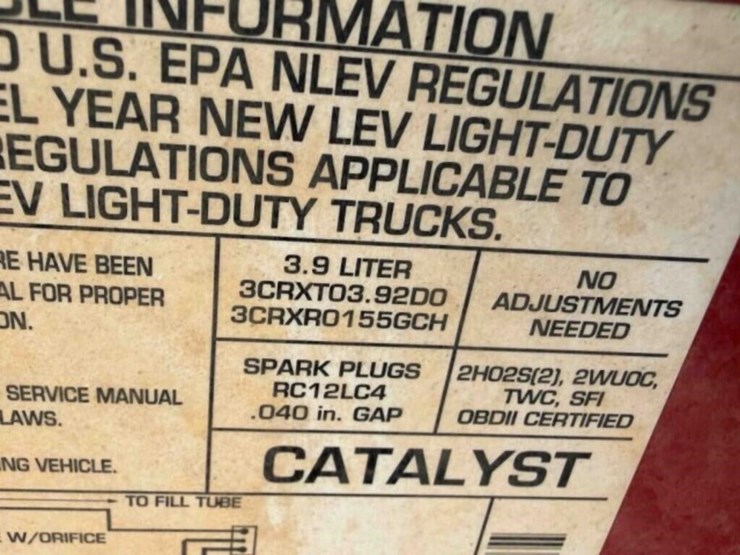 INFORMATION
U.S. EPA NLEV REGULATIONS
YEAR NEW LEV LIGHT-DUTY
REGULATIONS APPLICABLE TO
EV LIGHT-DUTY TRUCKS.
RE HAVE BEEN
AL FOR PROPER
ON.
SERVICE MANUAL
LAWS.
NG VEHICLE.
3.9 LITER
3CRXT03.92D0
3CRXR0155GCH
NO
ADJUSTMENTS
NEEDED
SPARK PLUGS
RC12LC4
.040 in. GAP
2HO2S(2), 2WUOC,
TWC, SFI
OBDII CERTIFIED
CATALYST
TO FILL TUBE
W/ORIFICE